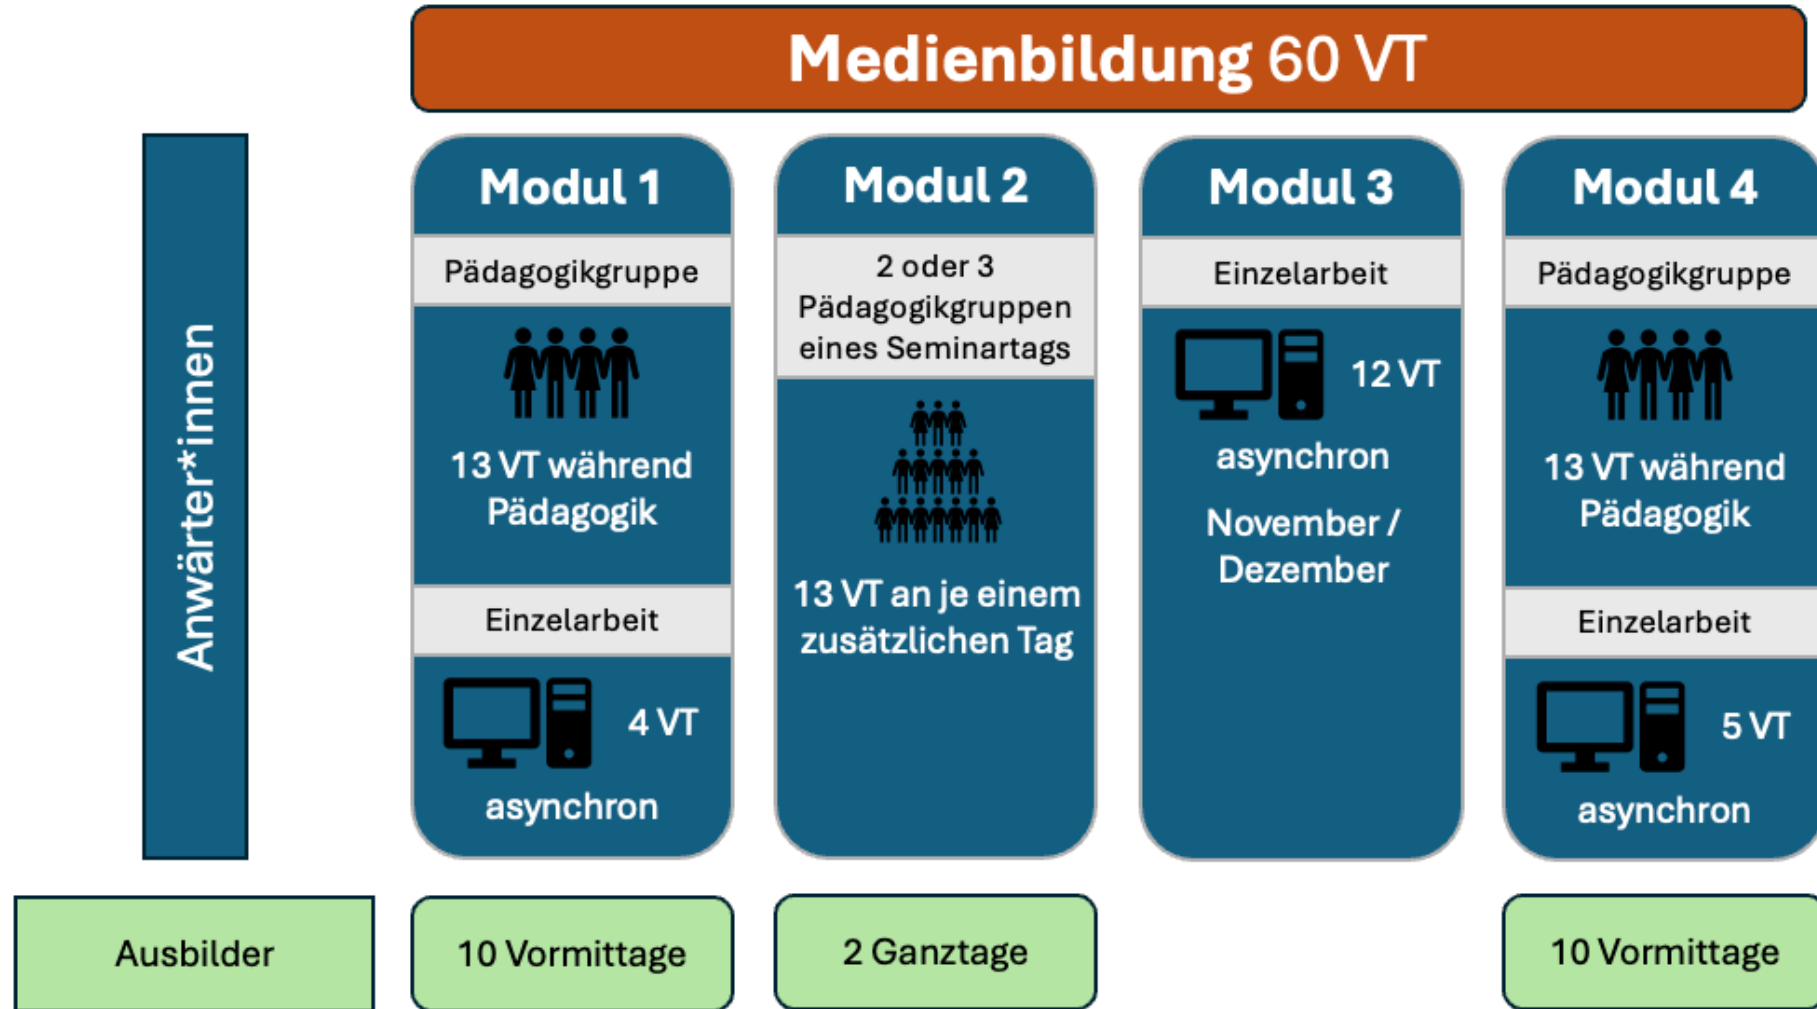 Medienbildung 60 VT
Anwärter*innen
Modul 1
Pädagogikgruppe
13 VT während
Pädagogik
Einzelarbeit
4 VT
asynchron
Modul 2
2 oder 3
Pädagogikgruppen
eines Seminartags
13 VT an je einem
zusätzlichen Tag
Modul 3
Einzelarbeit
12 VT
asynchron
November /
Dezember
Modul 4
Pädagogikgruppe
13 VT während
Pädagogik
Einzelarbeit
5 VT
asynchron
Ausbilder
10 Vormittage
2 Ganztage
10 Vormittage